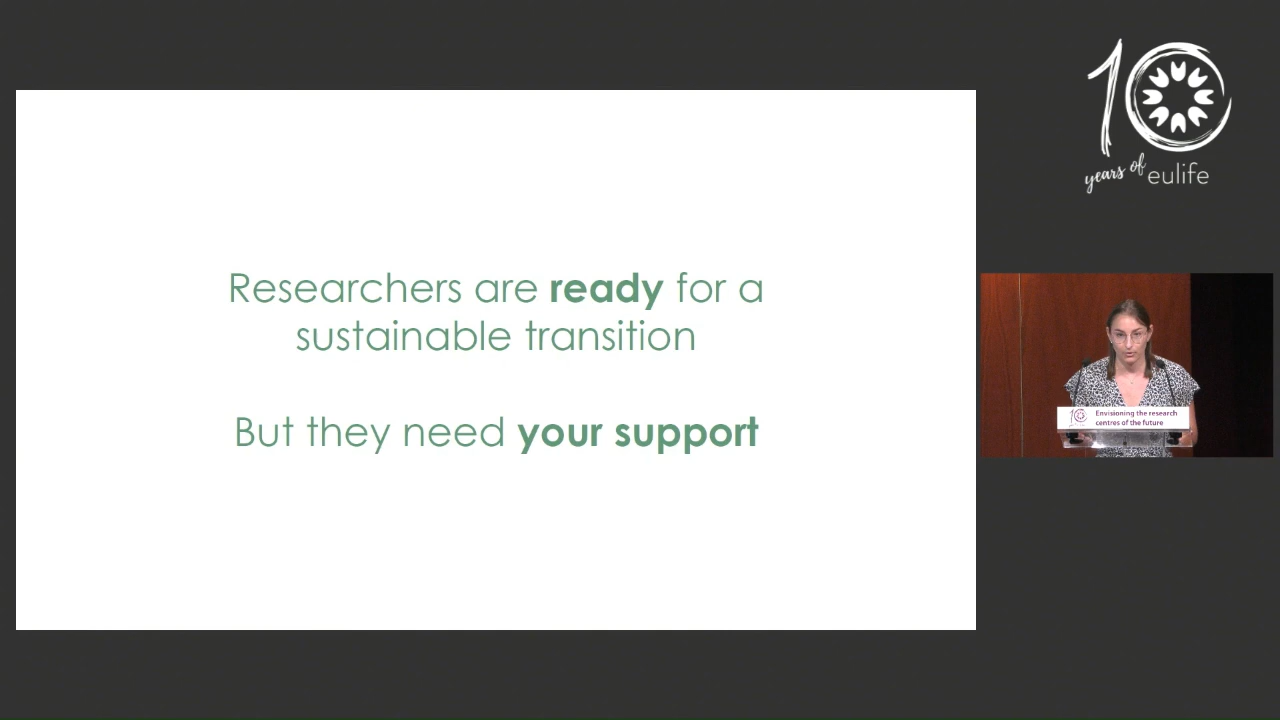 Researchers are ready for a
sustainable transition
But they need your support
10
years of eulife
Envisioning the research
centres of the future